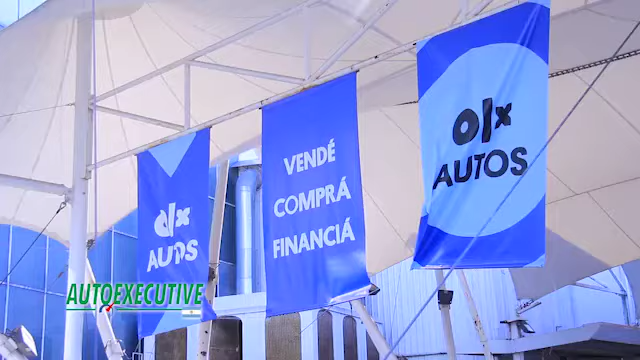 olx
AUTOS
VENDÉ
COMPRÁ
FINANCIÁ
olx
AUTOS
AUTOEXECUTIVE